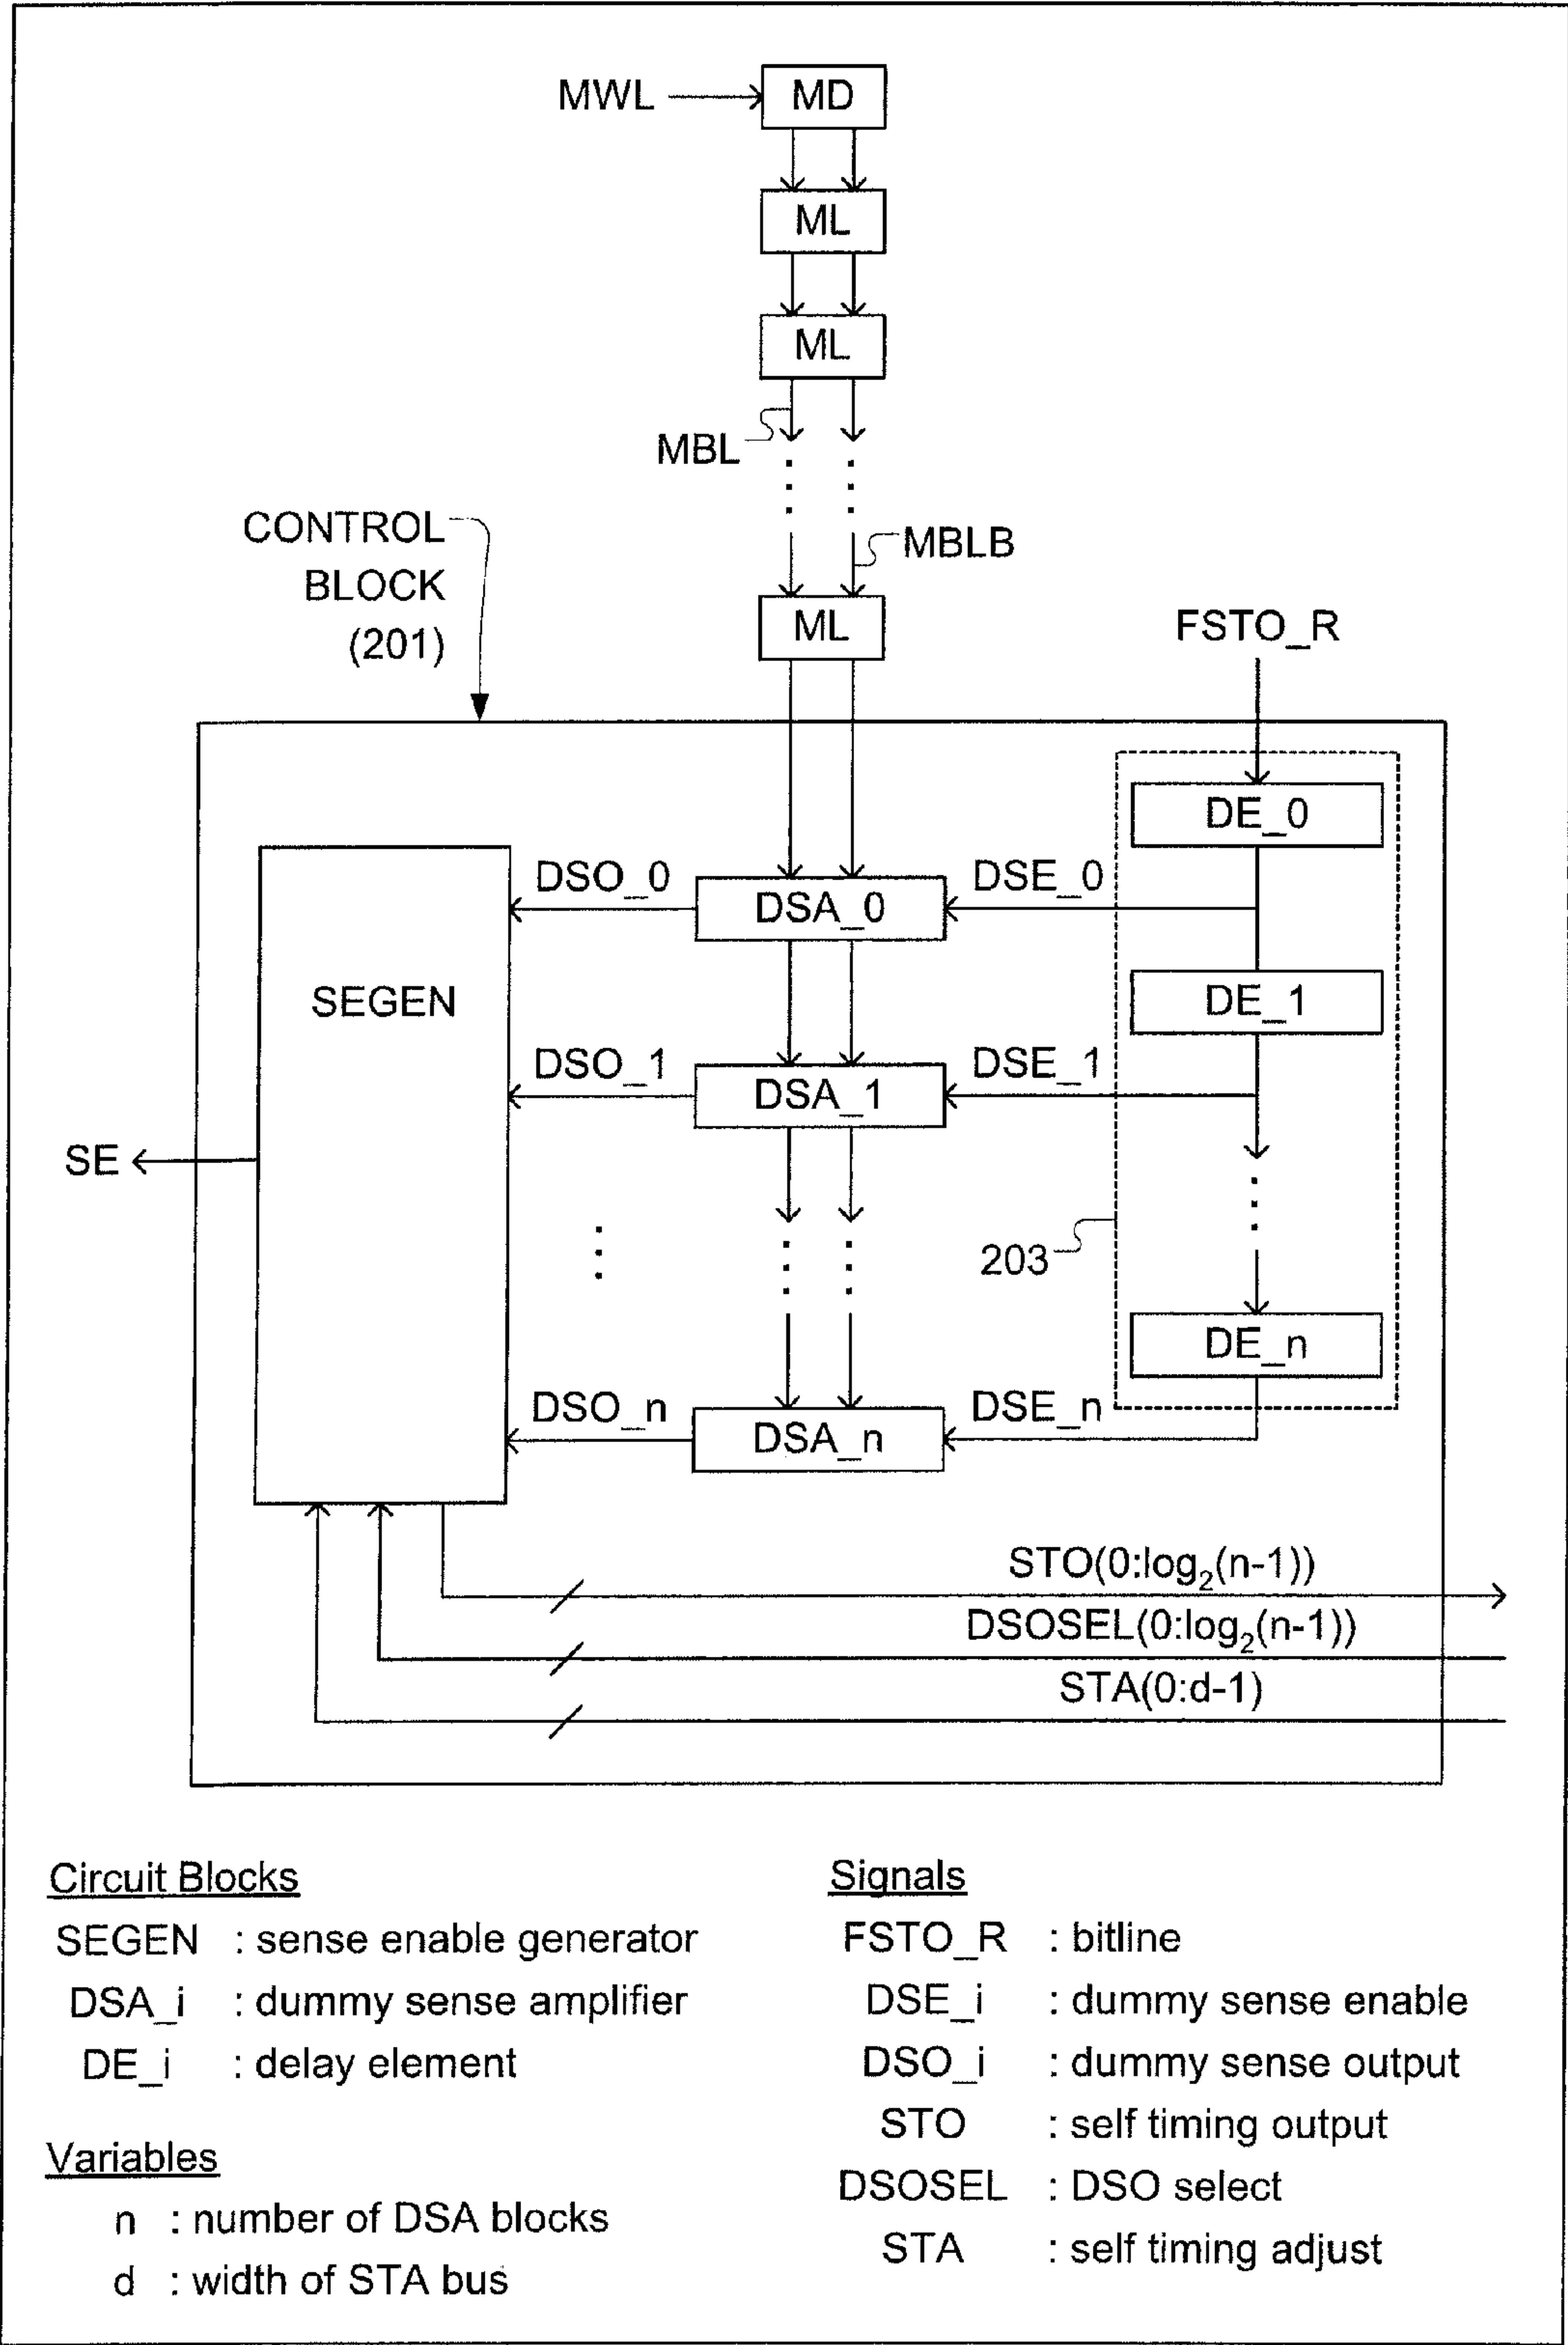 MWL
MD
ML
ML
MBL
MBLB
CONTROL
BLOCK
(201)
ML
FSTO_R
DE_0
DSO_0
DSA_0
DSE_0
SEGEN
DE_1
DSO_1
DSA_1
DSE_1
SE
203
DE_n
DSO_n
DSA_n
DSE_n
STO(0:log₂(n-1))
DSOSEL(0:log₂(n-1))
STA(0:d-1)
Circuit Blocks
SEGEN : sense enable generator
DSA_i : dummy sense amplifier
DE_i : delay element
Variables
n : number of DSA blocks
d : width of STA bus
Signals
FSTO_R : bitline
DSE_i : dummy sense enable
DSO_i : dummy sense output
STO : self timing output
DSOSEL : DSO select
STA : self timing adjust